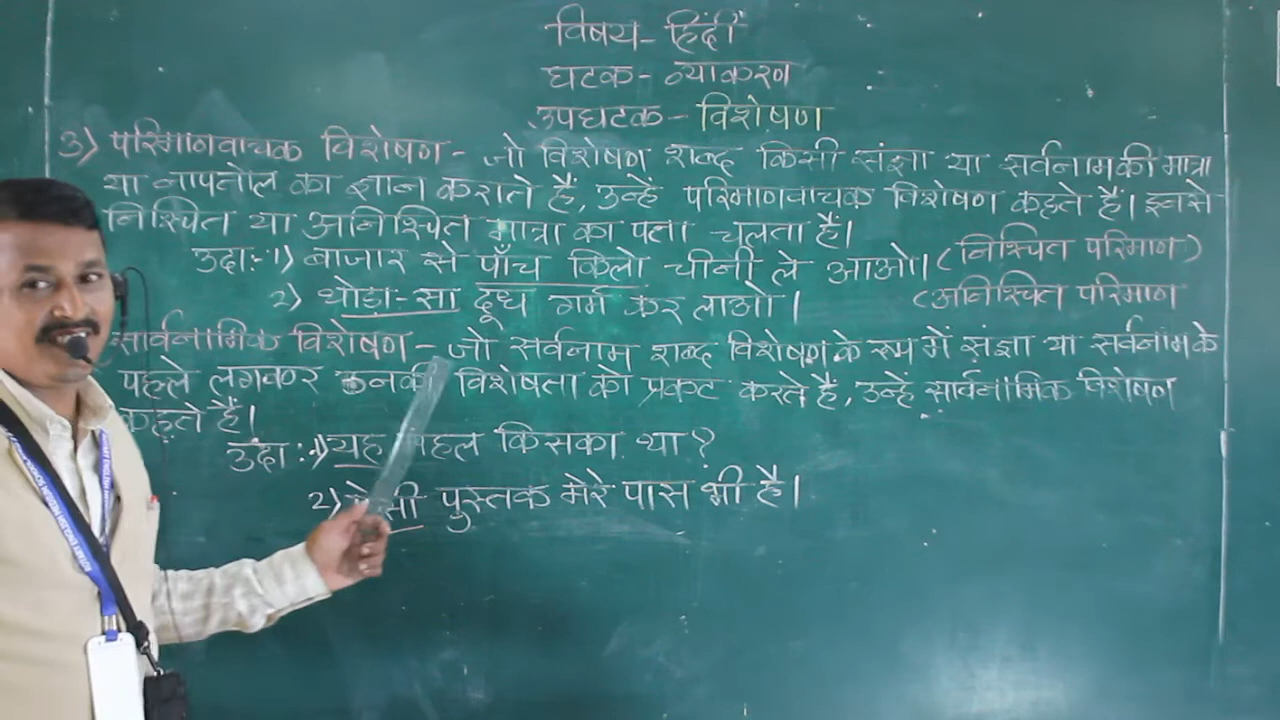 विषय- हिंदी
घटक- व्याकरण
उपघटक- विशेषण
3) परिमाणवाचक विशेषण - जो विशेषण शब्द किसी संज्ञा या सर्वनाम की मात्रा
या नापतौल का ज्ञान कराते हैं, उन्हें परिमाणवाचक विशेषण कहते हैं। इनसे
निश्चित या अनिश्चित मात्रा का पता चलता हैं।
उदा:- 1) बाजार से पाँच किलो चीनी ले आओ। (निश्चित परिमाण)
2) थोड़ा-सा दूध गर्म कर लाओ। (अनिश्चित परिमाण
सार्वनामिक विशेषण - जो सर्वनाम शब्द विशेषण के रूप में संज्ञा या सर्वनाम के
पहले लगकर उनकी विशेषता को प्रकट करते है, उन्हें सार्वनामिक विशेषण
कहते हैं।
उदा:- 1) यह महल किसका था?
2) पुस्तक मेरे पास भी है।